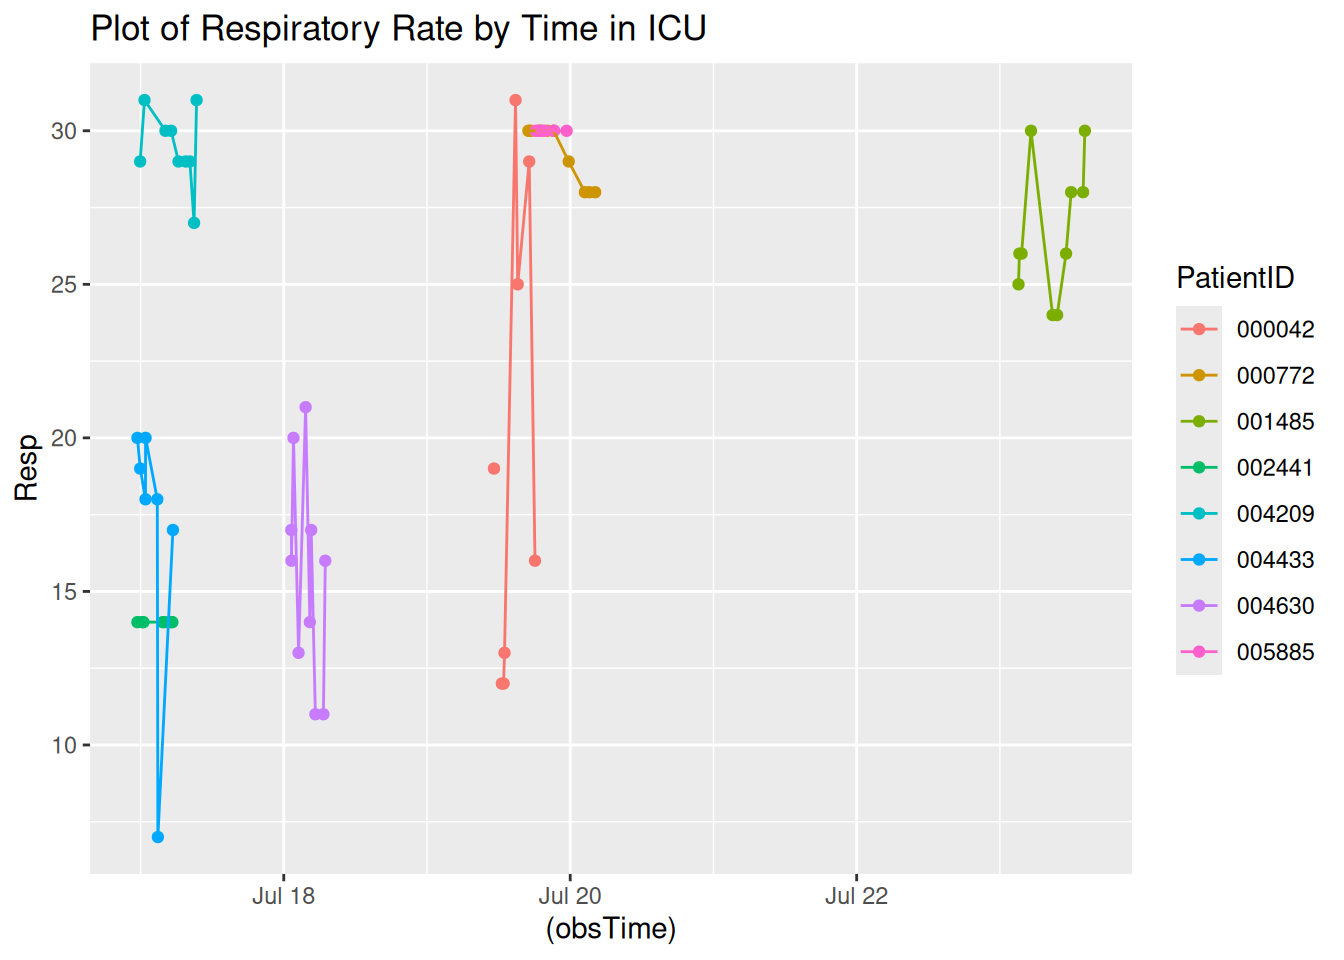 Plot of Respiratory Rate by Time in ICU
Resp
30
25
20
15
10
Jul 18 Jul 20 Jul 22
(obsTime)
PatientID
000042
000772
001485
002441
004209
004433
004630
005885